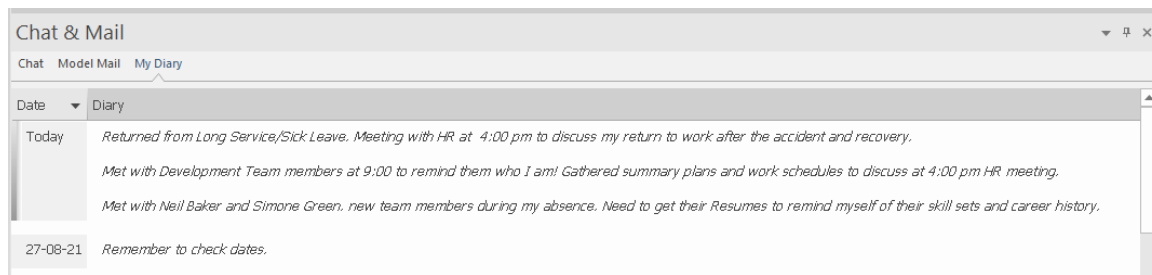 Chat & Mail
Chat Model Mail My Diary
Date Diary
Today Returned from Long Service/Sick Leave. Meeting with HR at 4:00 pm to discuss my return to work after the accident and recovery.
Met with Development Team members at 9:00 to remind them who I am! Gathered summary plans and work schedules to discuss at 4:00 pm HR meeting.
Met with Neil Baker and Simone Green, new team members during my absence. Need to get their Resumes to remind myself of their skill sets and career history.
27-08-21 Remember to check dates.